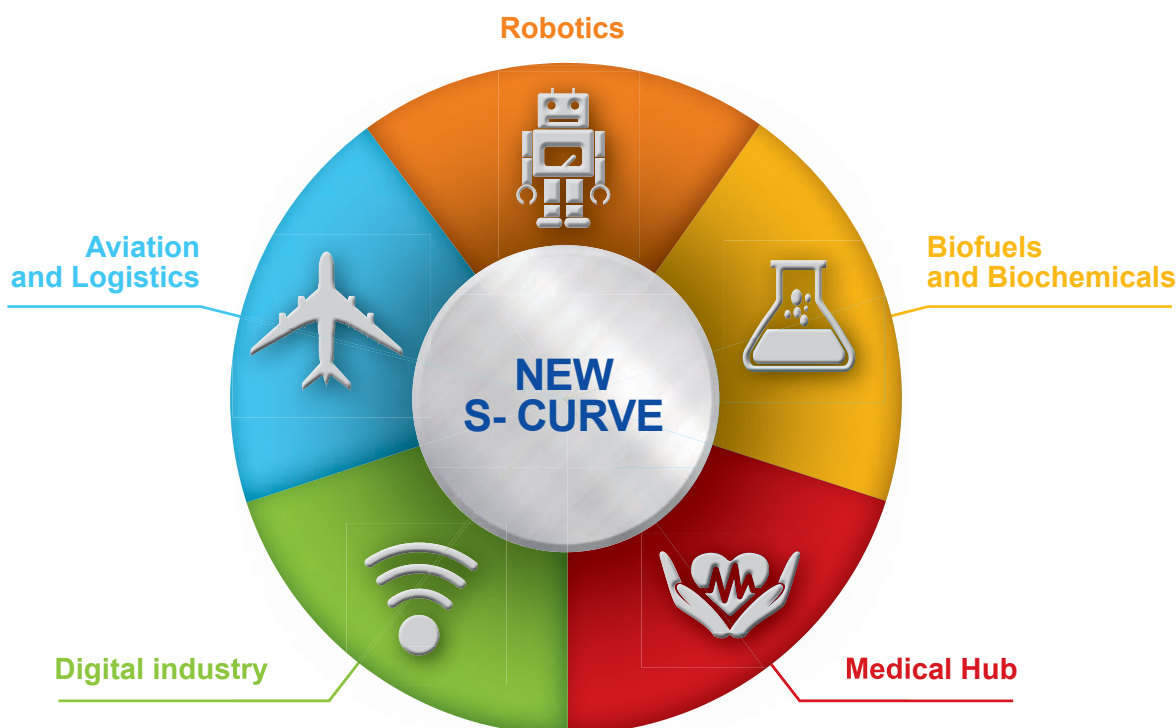 Robotics
Aviation
and Logistics
Biofuels
and Biochemicals
NEW
S- CURVE
Digital industry
Medical Hub